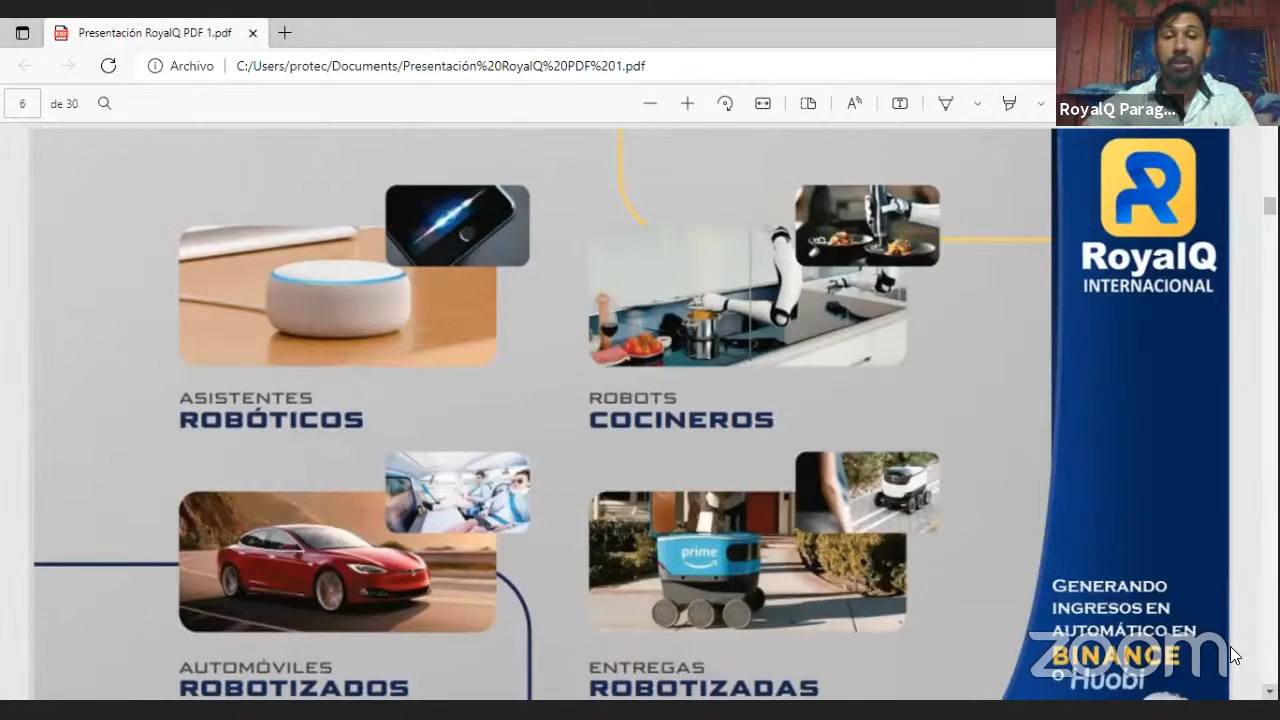 Presentación RoyalQ PDF 1.pdf
Archivo
C:/Users/protec/Documents/Presentación%20RoyalQ%20PDF%201.pdf
6
de 30
RoyalQ Parag...
RoyalQ
INTERNACIONAL
ASISTENTES
ROBÓTICOS
ROBOTS
COCINEROS
prime
AUTOMÓVILES
ROBOTIZADOS
ENTREGAS
ROBOTIZADAS
GENERANDO
INGRESOS EN
AUTOMÁTICO EN
BINANCE
O Huobi
zoom